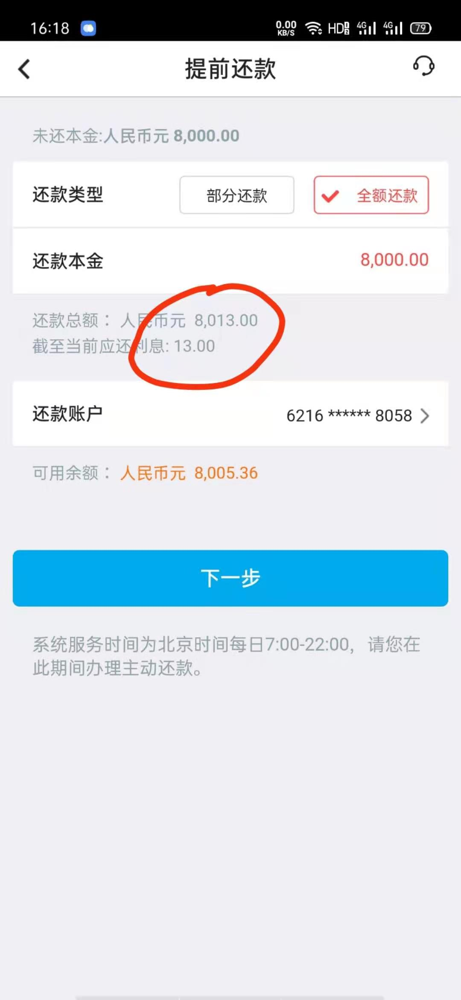 16:18
0.00 KB/S HD 1 2 4G 4G 79
提前还款
未还本金:人民币元 8,000.00
还款类型 部分还款 全额还款
还款本金 8,000.00
还款总额： 人民币元 8,013.00
截至当前应还利息: 13.00
还款账户 6216 ****** 8058
可用余额： 人民币元 8,005.36
下一步
系统服务时间为北京时间每日7:00-22:00, 请您在
此期间办理主动还款。